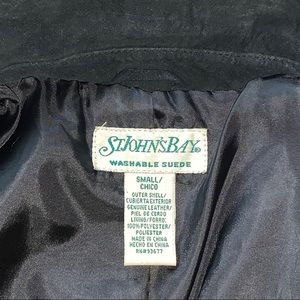 ST.JOHN'S BAY
WASHABLE SUEDE
SMALL/
CHICO
OUTER SHELL/
CUBIERTA EXTERIOR
GENUINE LEATHER/
PIEL DE CERDO
LINING/FORRO:
100% POLYESTER/
POLIESTER
MADE IN CHINA
HECHO EN CHINA
RN#93677